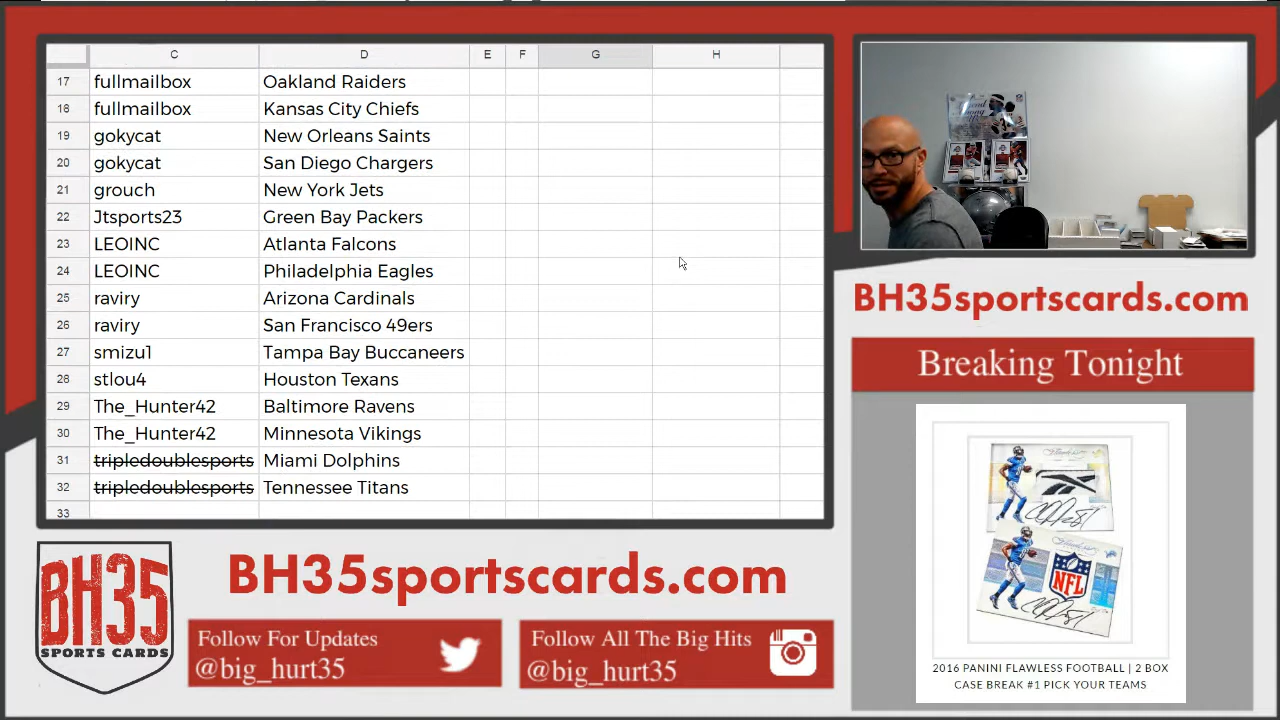 C D E F G H
17 fullmailbox Oakland Raiders
18 fullmailbox Kansas City Chiefs
19 gokycat New Orleans Saints
20 gokycat San Diego Chargers
21 grouch New York Jets
22 Jtsports23 Green Bay Packers
23 LEOINC Atlanta Falcons
24 LEOINC Philadelphia Eagles
25 raviry Arizona Cardinals
26 raviry San Francisco 49ers
27 smizu1 Tampa Bay Buccaneers
28 stlou4 Houston Texans
29 The_Hunter42 Baltimore Ravens
30 The_Hunter42 Minnesota Vikings
31 tripledoublesports Miami Dolphins
32 tripledoublesports Tennessee Titans
33
BH35sportscards.com
Breaking Tonight
NFL
2016 PANINI FLAWLESS FOOTBALL | 2 BOX
CASE BREAK #1 PICK YOUR TEAMS
BH35
SPORTS CARDS
BH35sportscards.com
Follow For Updates
@big_hurt35
Follow All The Big Hits
@big_hurt35